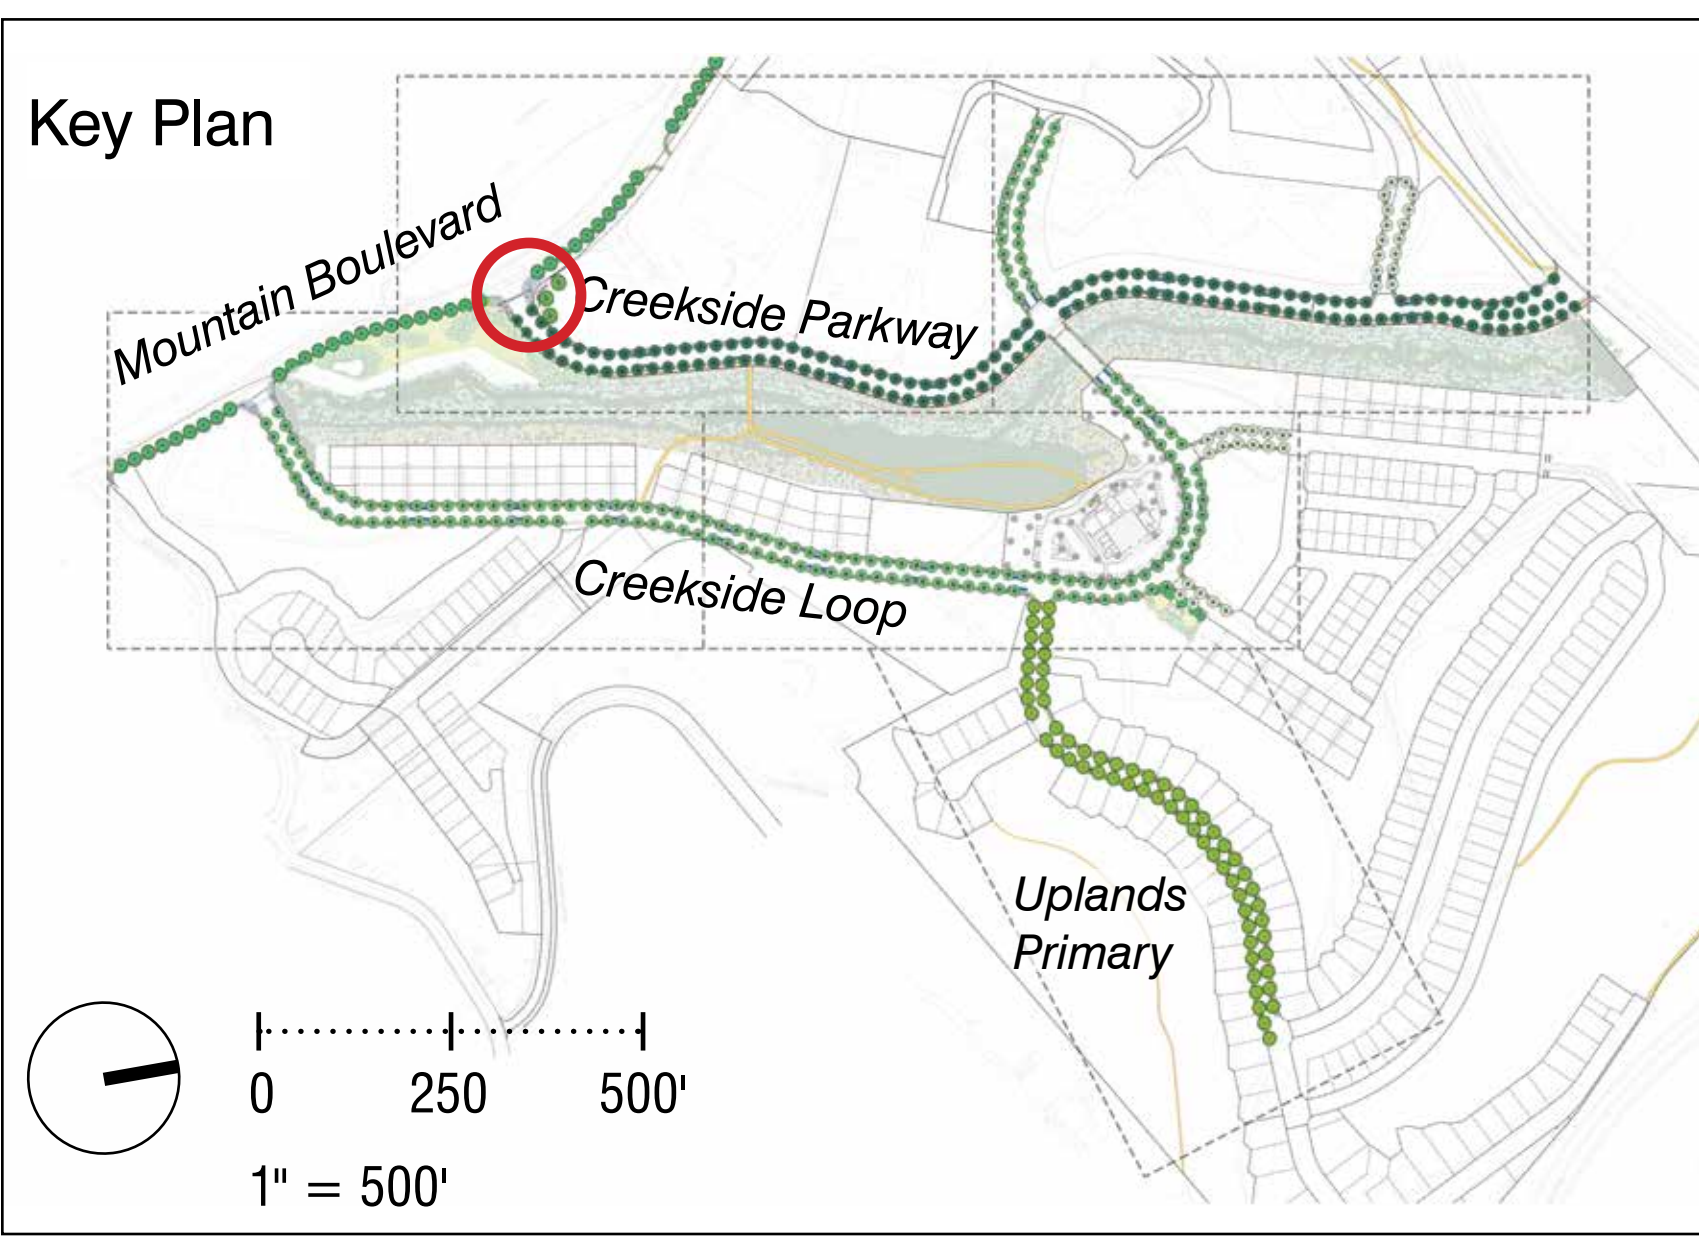 Key Plan
Mountain Boulevard
Creekside Parkway
Creekside Loop
Uplands
Primary
0 250 500'
1" = 500'